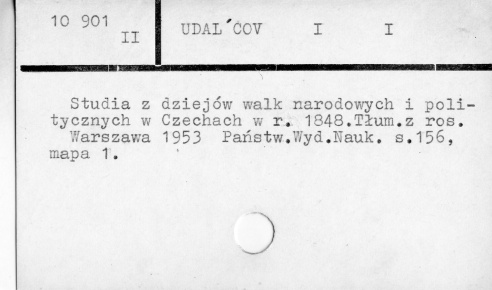 10 901
II
UDAL´COV I I
Studia z dziejów walk narodowych i poli-
tycznych w Czechach w r. 1848.Tłum.z ros.
Warszawa 1953 Państw.Wyd.Nauk. s.156,
mapa 1.